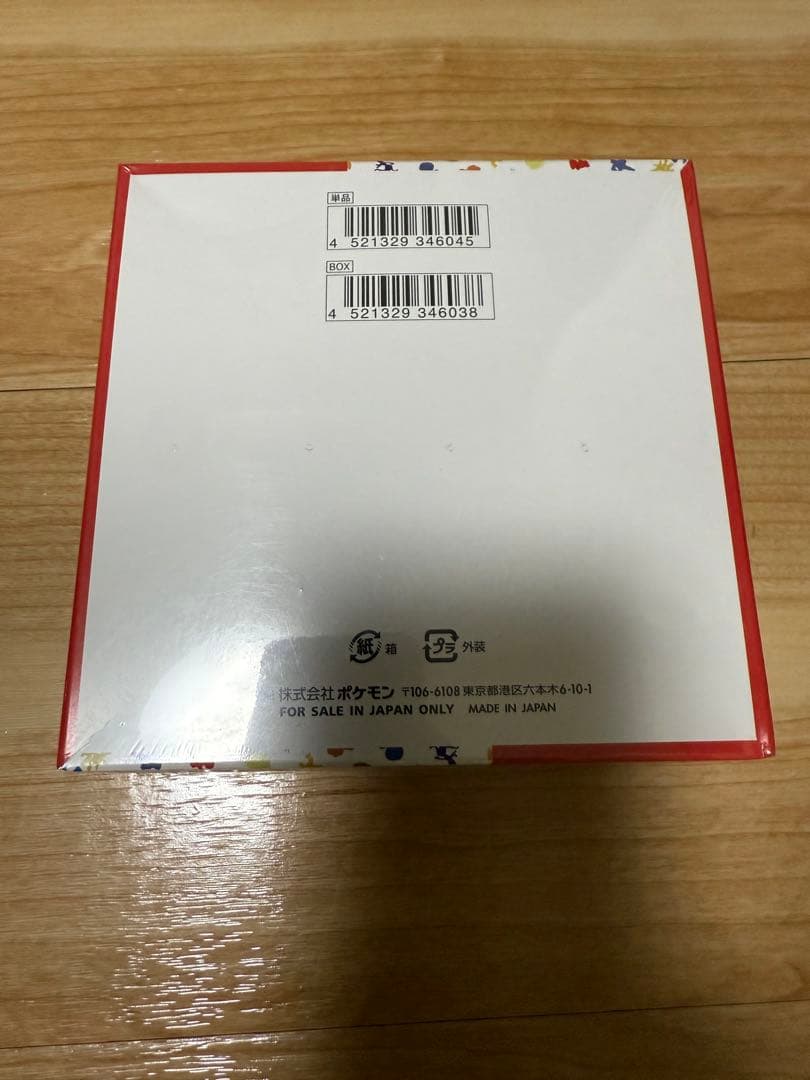 単品
4 521329 346045
BOX
4 521329 346038
紙 箱
プラ 外装
株式会社ポケモン 〒106-6108 東京都港区六本木6-10-1
FOR SALE IN JAPAN ONLY MADE IN JAPAN